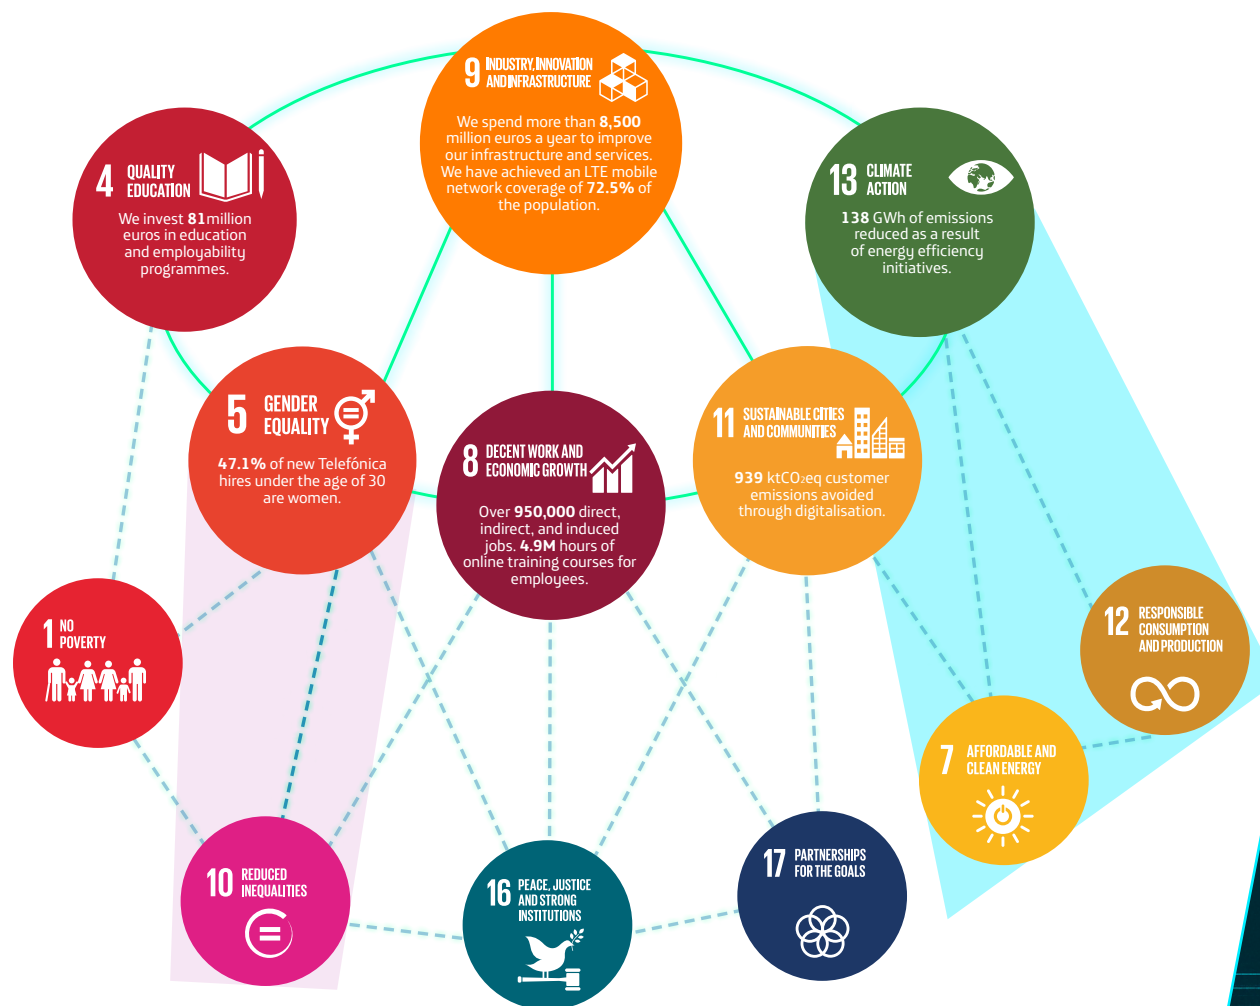 9 INDUSTRY, INNOVATION
AND INFRASTRUCTURE
We spend more than 8,500
million euros a year to improve
our infrastructure and services.
We have achieved an LTE mobile
network coverage of 72.5% of
the population.
4 QUALITY
EDUCATION
We invest 81million
euros in education
and employability
programmes.
13 CLIMATE
ACTION
138 GWh of emissions
reduced as a result
of energy efficiency
initiatives.
5 GENDER
EQUALITY
47.1% of new Telefónica
hires under the age of 30
are women.
8 DECENT WORK AND
ECONOMIC GROWTH
Over 950,000 direct,
indirect, and induced
jobs. 4.9M hours of
online training courses for
employees.
11 SUSTAINABLE CITIES
AND COMMUNITIES
939 ktCO₂eq customer
emissions avoided
through digitalisation.
1 NO
POVERTY
12 RESPONSIBLE
CONSUMPTION
AND PRODUCTION
7 AFFORDABLE AND
CLEAN ENERGY
10 REDUCED
INEQUALITIES
16 PEACE, JUSTICE
AND STRONG
INSTITUTIONS
17 PARTNERSHIPS
FOR THE GOALS